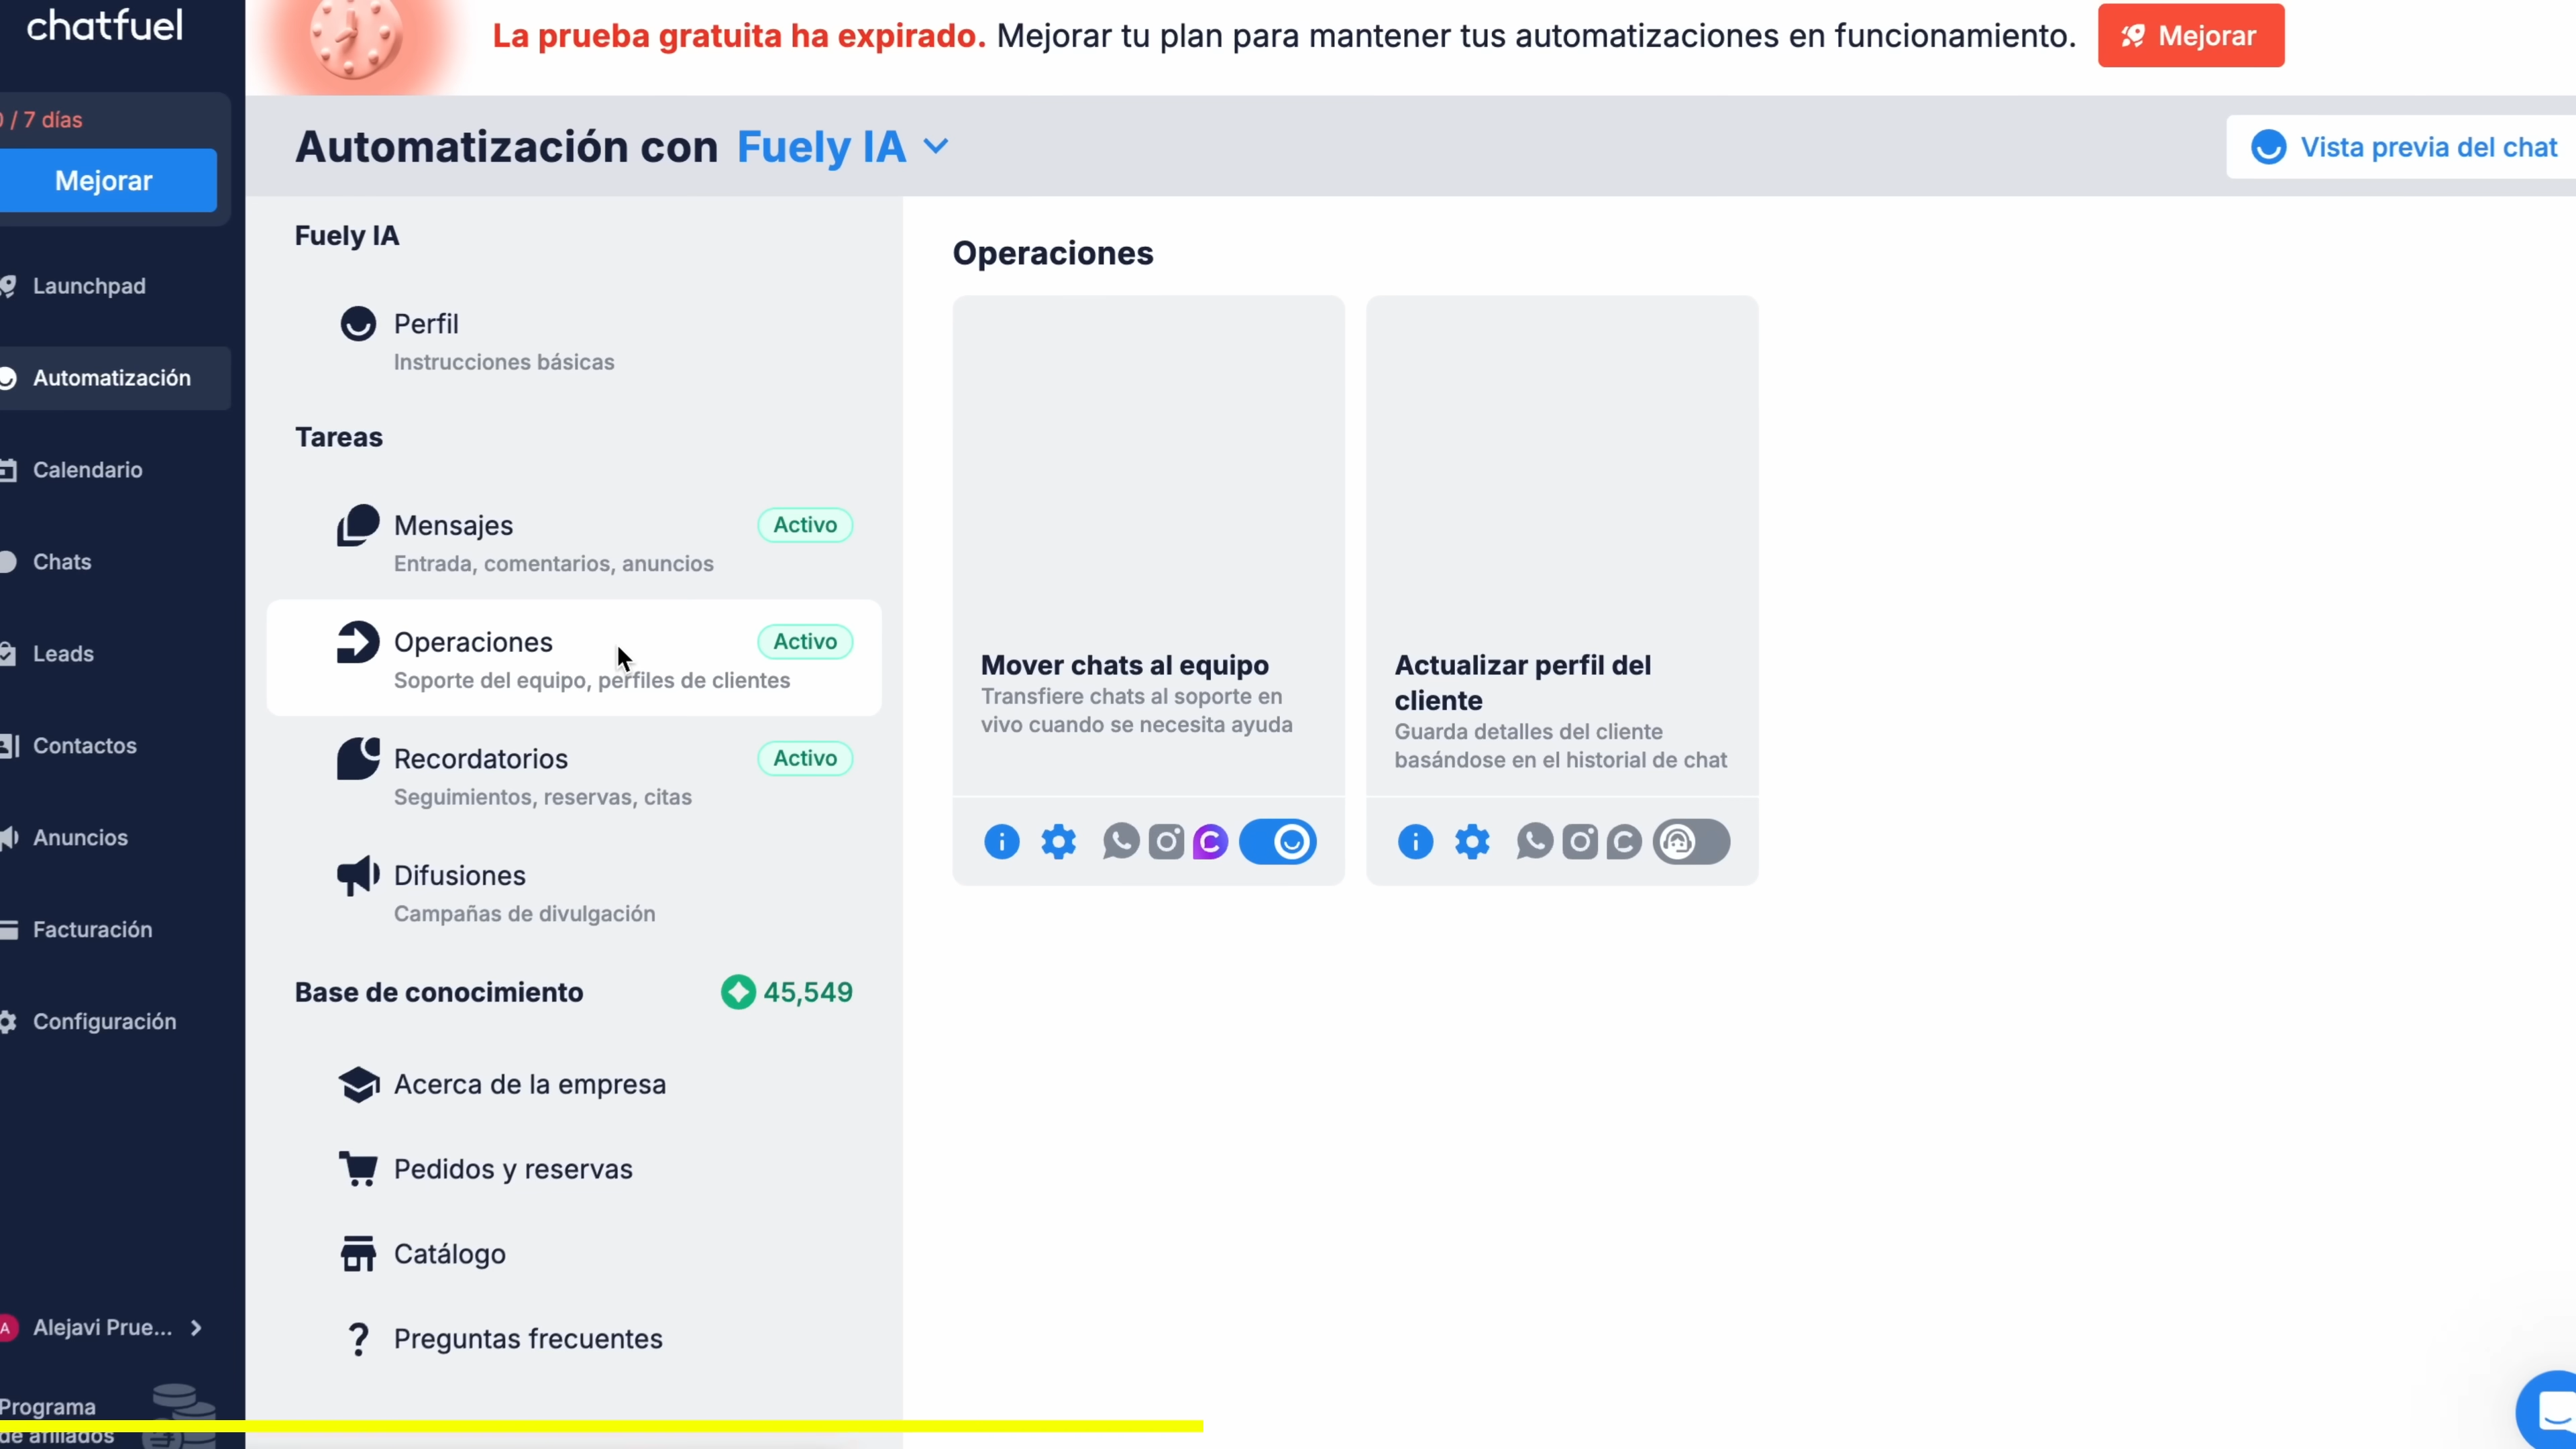 chatfuel
La prueba gratuita ha expirado. Mejorar tu plan para mantener tus automatizaciones en funcionamiento.
Mejorar
/ 7 días
Mejorar
Launchpad
Automatización
Calendario
Chats
Leads
Contactos
Anuncios
Facturación
Configuración
A
Alejavi Prue...
Programa
de afiliados
Automatización con Fuely IA
Vista previa del chat
Fuely IA
Perfil
Instrucciones básicas
Tareas
Mensajes
Activo
Entrada, comentarios, anuncios
Operaciones
Activo
Soporte del equipo, perfiles de clientes
Recordatorios
Activo
Seguimientos, reservas, citas
Difusiones
Campañas de divulgación
Base de conocimiento
45,549
Acerca de la empresa
Pedidos y reservas
Catálogo
Preguntas frecuentes
Operaciones
Mover chats al equipo
Transfiere chats al soporte en
vivo cuando se necesita ayuda
Actualizar perfil del
cliente
Guarda detalles del cliente
basándose en el historial de chat